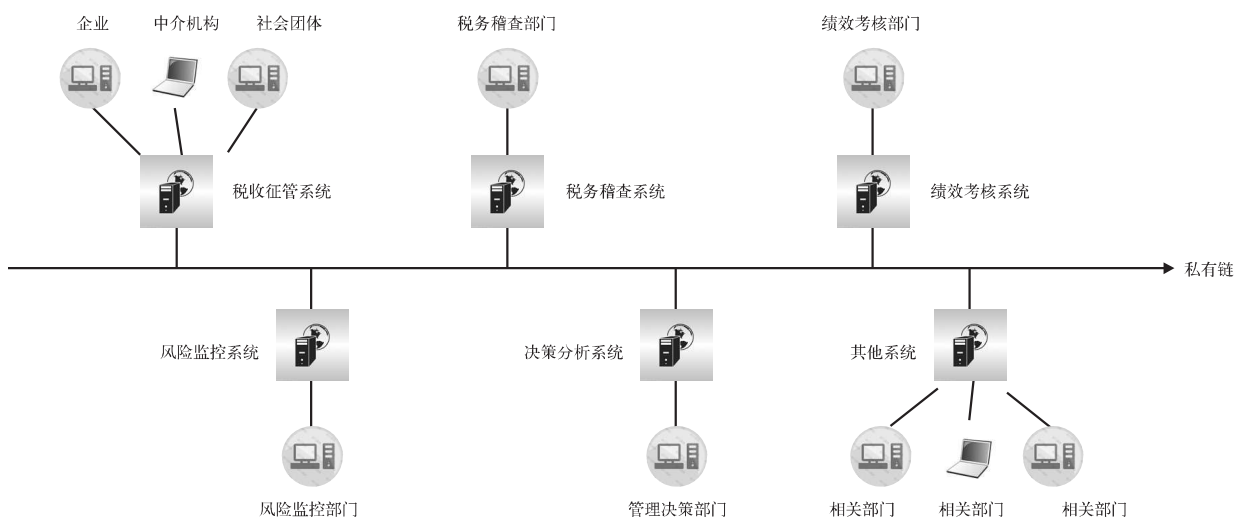 企业
中介机构
社会团体
税务稽查部门
绩效考核部门
税收征管系统
税务稽查系统
绩效考核系统
私有链
风险监控系统
决策分析系统
其他系统
风险监控部门
管理决策部门
相关部门
相关部门
相关部门